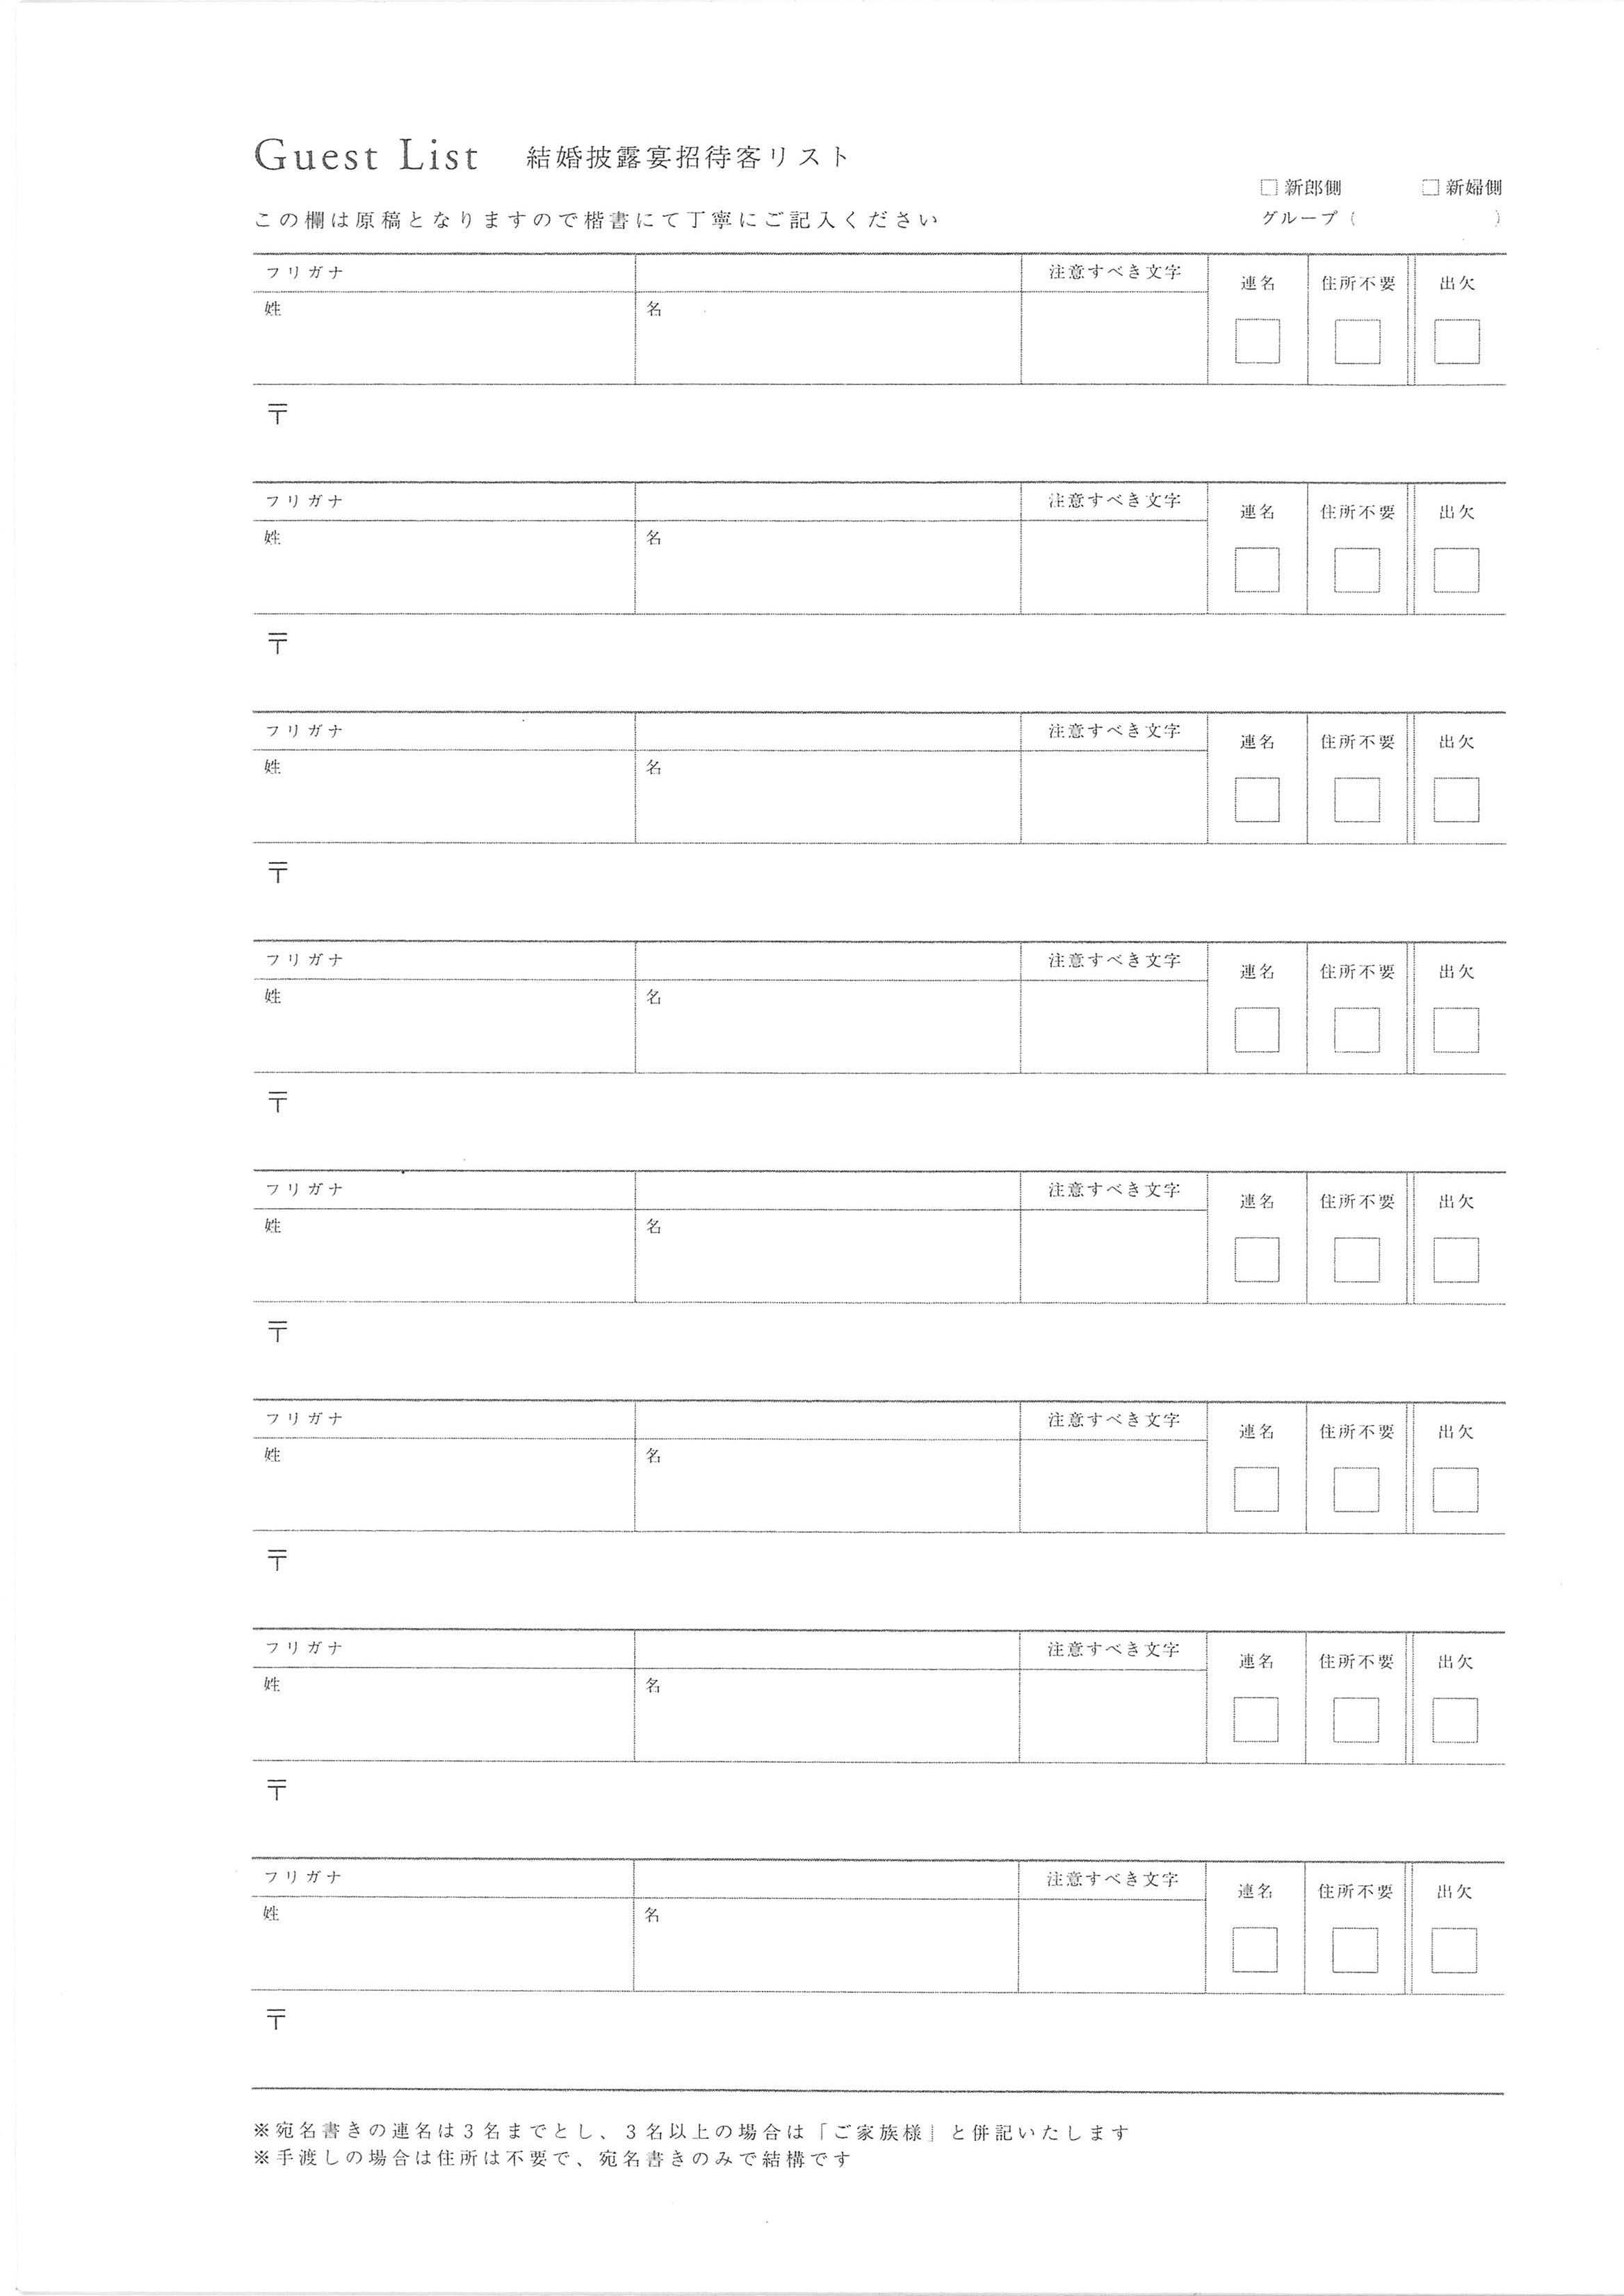 Guest List 結婚披露宴招待客リスト
□ 新郎側 □ 新婦側
この欄は原稿となりますので楷書にて丁寧にご記入ください グループ ( )
フリガナ 注意すべき文字 連名 住所不要 出欠
姓 名
〒
フリガナ 注意すべき文字 連名 住所不要 出欠
姓 名
〒
フリガナ 注意すべき文字 連名 住所不要 出欠
姓 名
〒
フリガナ 注意すべき文字 連名 住所不要 出欠
姓 名
〒
フリガナ 注意すべき文字 連名 住所不要 出欠
姓 名
〒
フリガナ 注意すべき文字 連名 住所不要 出欠
姓 名
〒
フリガナ 注意すべき文字 連名 住所不要 出欠
姓 名
〒
フリガナ 注意すべき文字 連名 住所不要 出欠
姓 名
〒
※宛名書きの連名は3名までとし、3名以上の場合は「ご家族様」と併記いたします
※手渡しの場合は住所は不要で、宛名書きのみで結構です